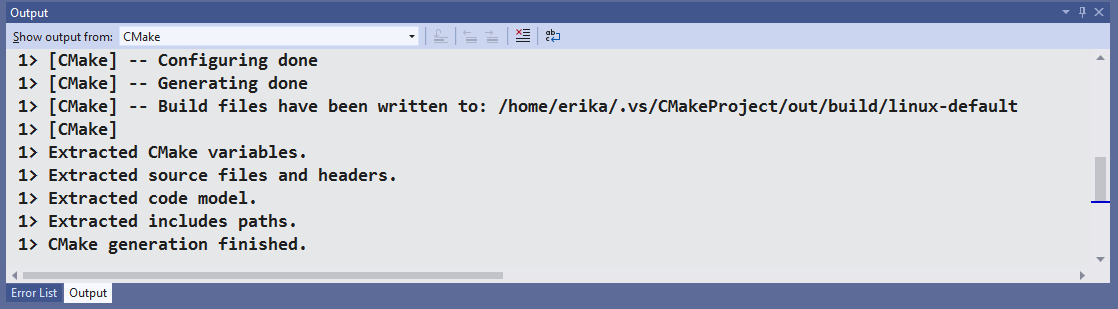 Output
Show output from: CMake
1> [CMake] -- Configuring done
1> [CMake] -- Generating done
1> [CMake] -- Build files have been written to: /home/erika/.vs/CMakeProject/out/build/linux-default
1> [CMake]
1> Extracted CMake variables.
1> Extracted source files and headers.
1> Extracted code model.
1> Extracted includes paths.
1> CMake generation finished.
Error List Output